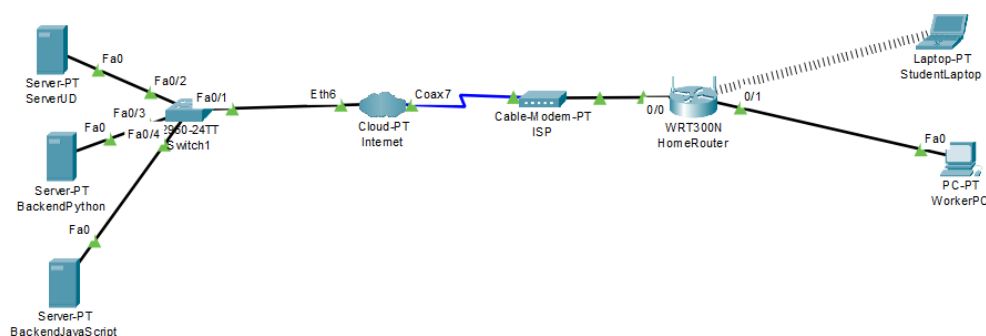 Fa0
Server-PT
ServerUD
Fa0/2
Fa0/1
Fa0/3
Fa0/4
2960-24TT
Switch1
Fa0
Server-PT
BackendPython
Fa0
Server-PT
BackendJavaScript
Eth6
Coax7
Cloud-PT
Internet
Cable-Modem-PT
ISP
0/0
0/1
WRT300N
HomeRouter
Laptop-PT
StudentLaptop
Fa0
PC-PT
WorkerPC